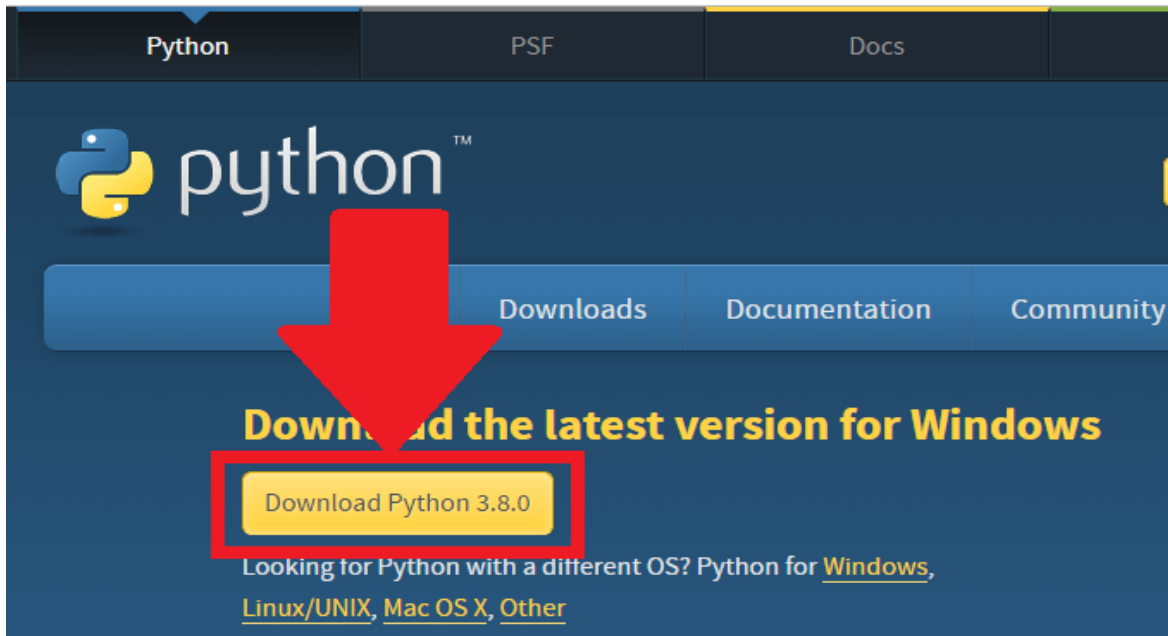 Python PSF Docs
python™
Downloads Documentation Community
Download the latest version for Windows
Download Python 3.8.0
Looking for Python with a different OS? Python for Windows,
Linux/UNIX, Mac OS X, Other